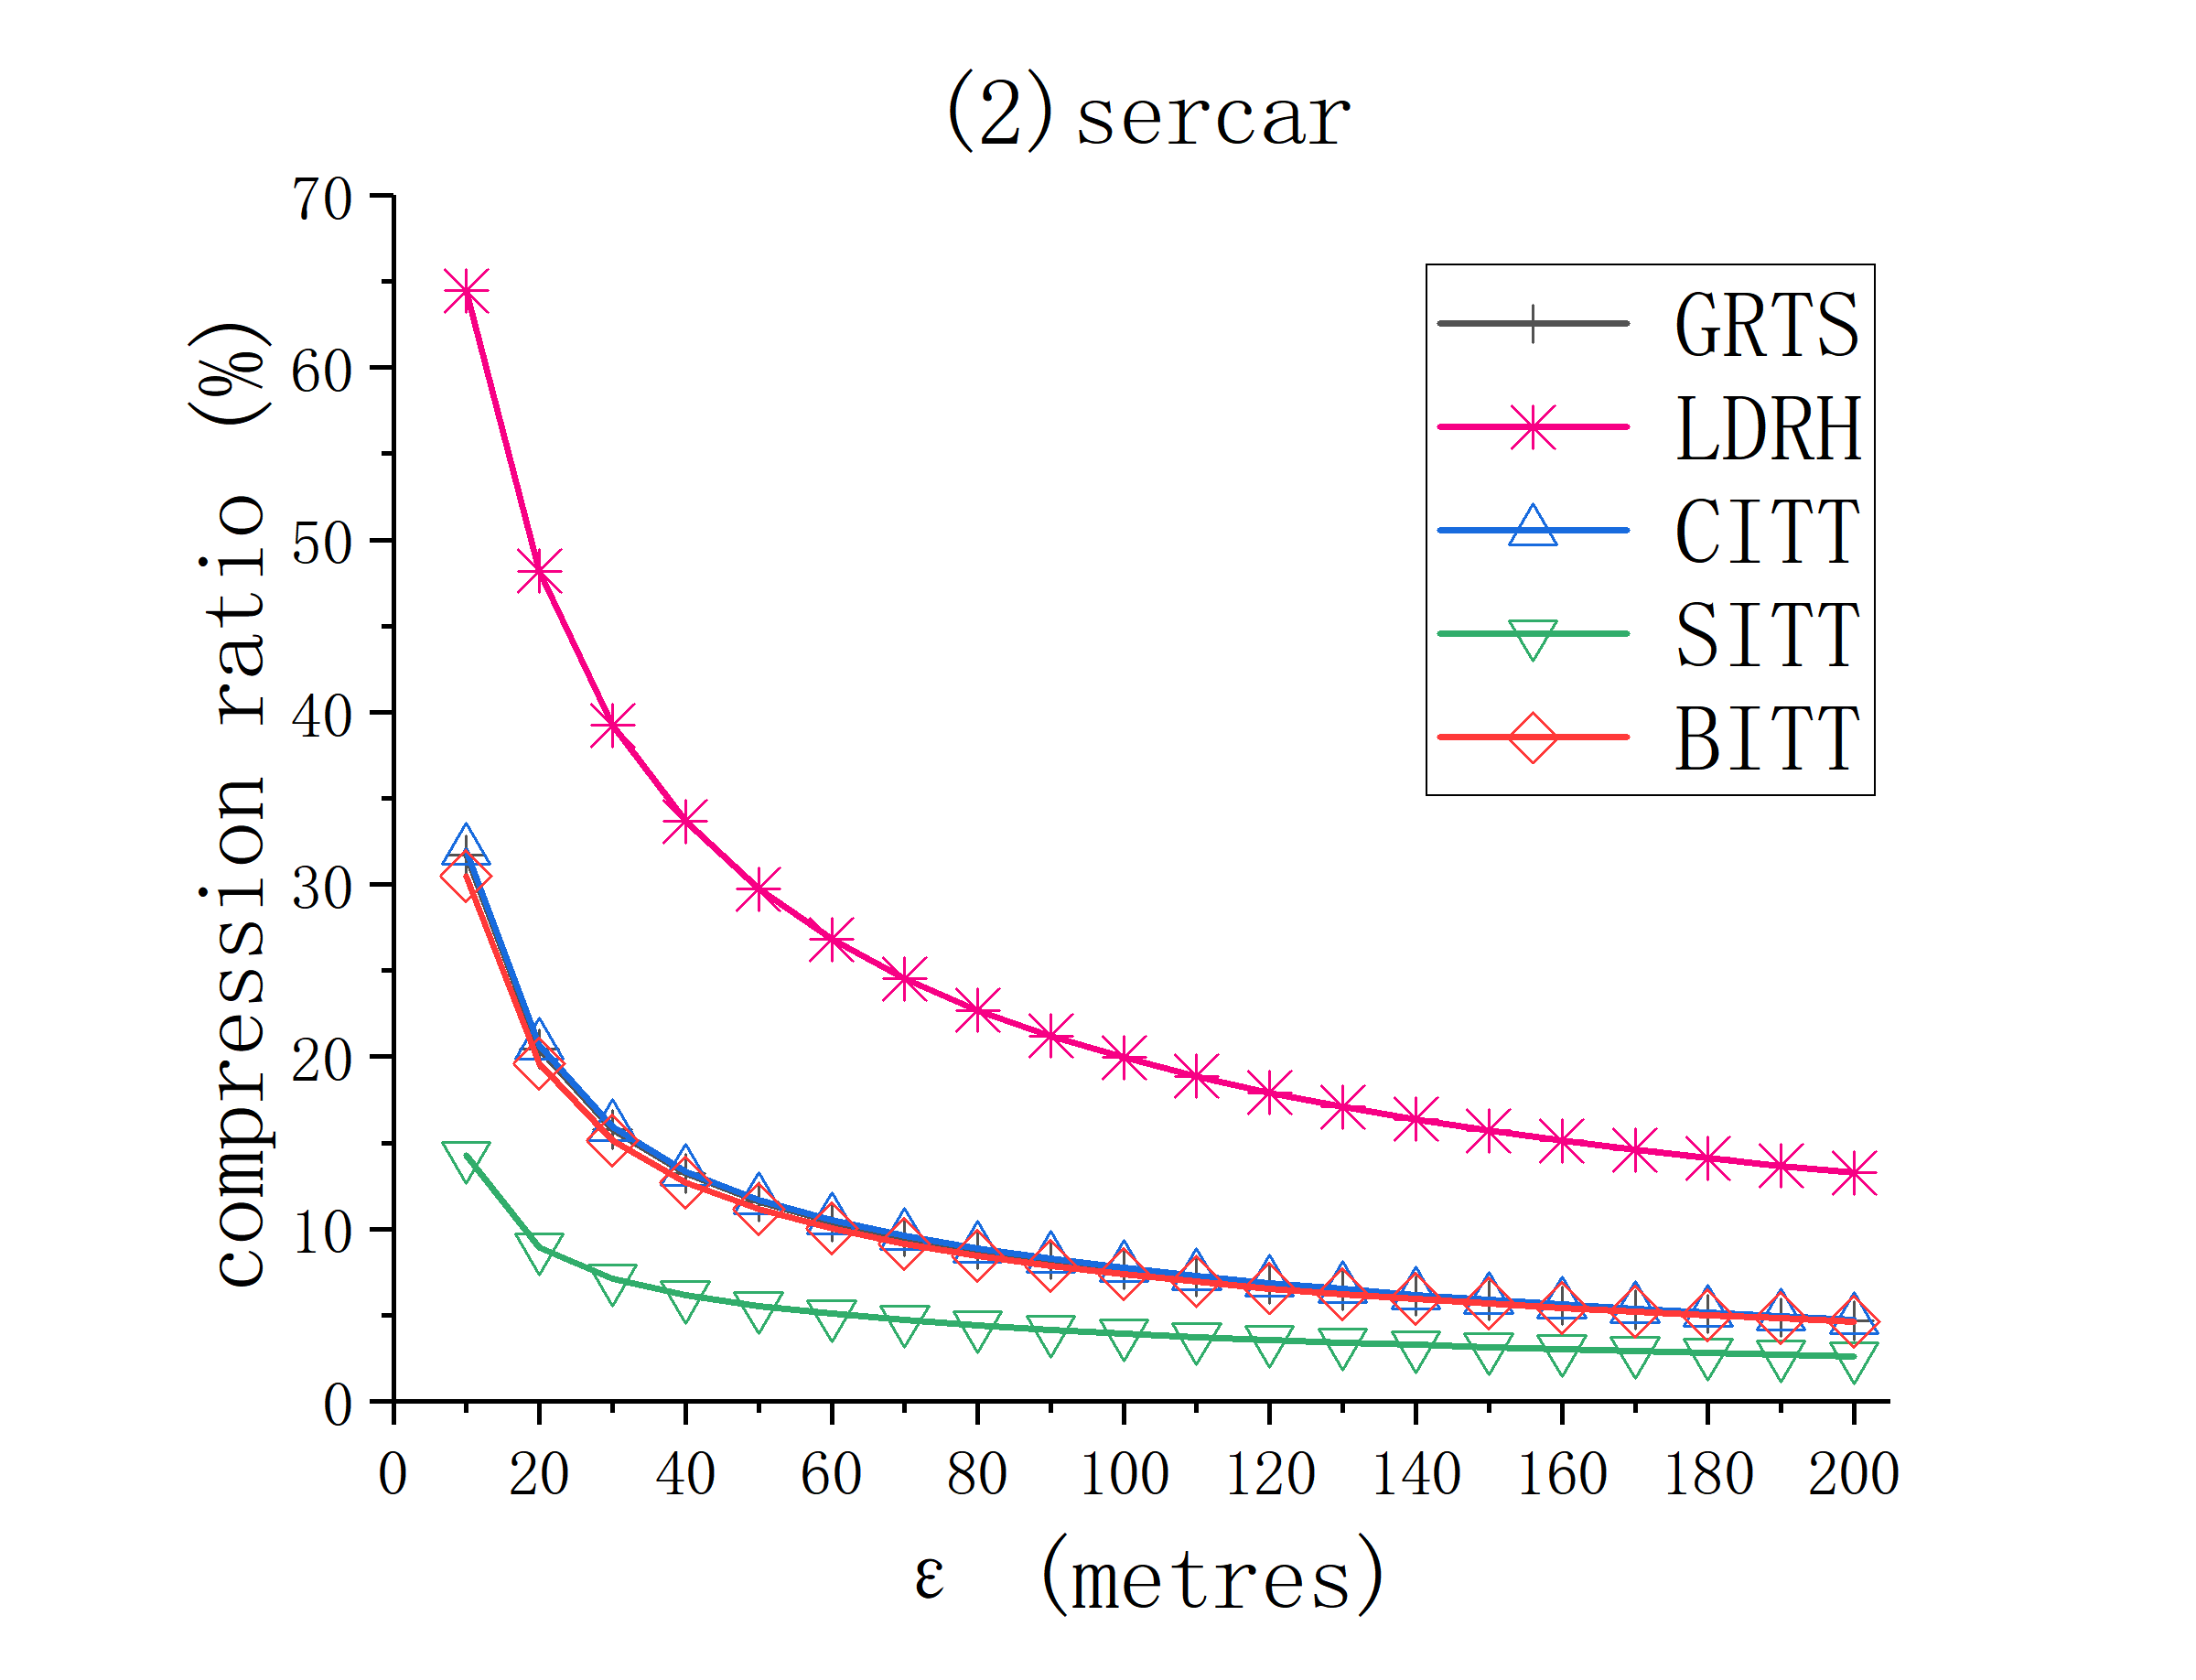 (2)sercar
compression ratio (%)
70
60
50
40
30
20
10
0
0 20 40 60 80 100 120 140 160 180 200
ε (metres)
GRTS
LDRH
CITT
SITT
BITT